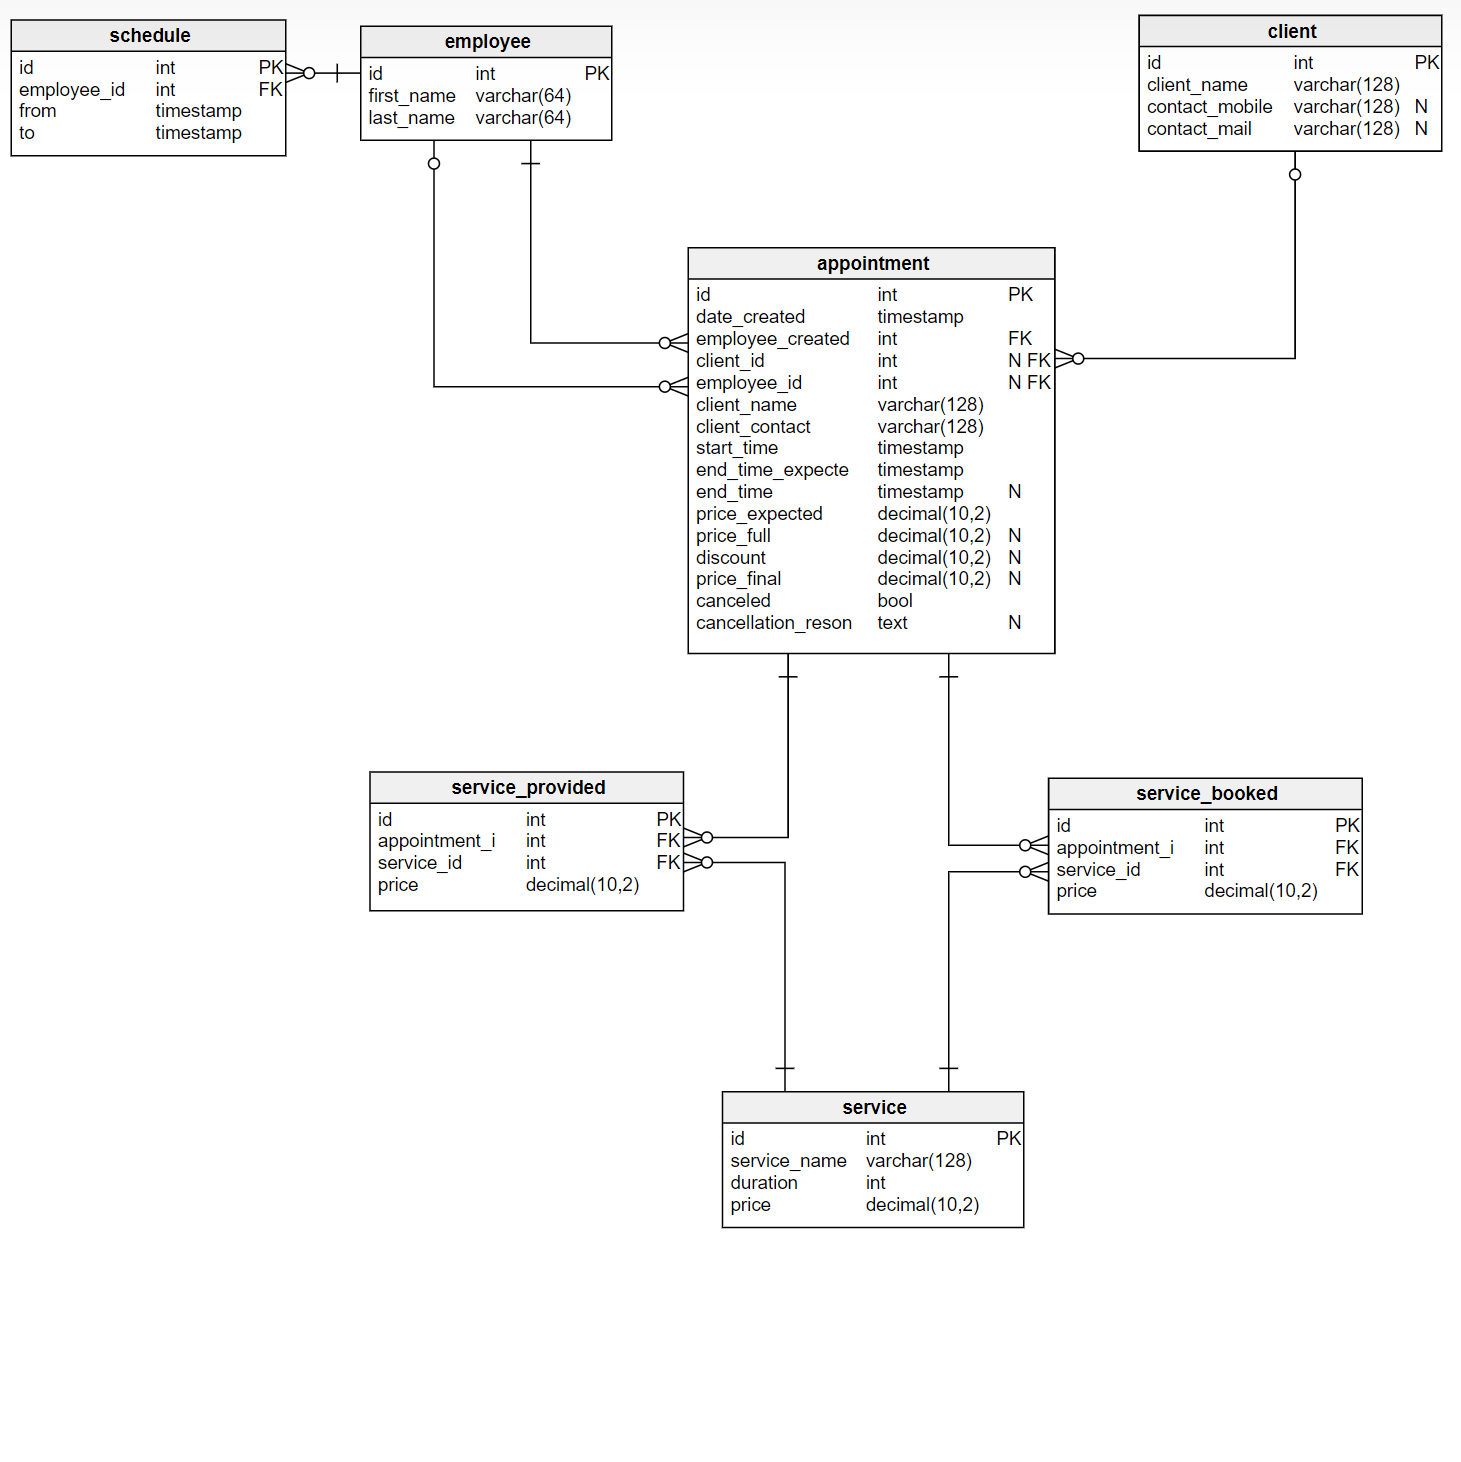 schedule
id int PK
employee_id int FK
from timestamp
to timestamp
employee
id int PK
first_name varchar(64)
last_name varchar(64)
client
id int PK
client_name varchar(128)
contact_mobile varchar(128) N
contact_mail varchar(128) N
appointment
id int PK
date_created timestamp
employee_created int FK
client_id int N FK
employee_id int N FK
client_name varchar(128)
client_contact varchar(128)
start_time timestamp
end_time_expecte timestamp
end_time timestamp N
price_expected decimal(10,2)
price_full decimal(10,2) N
discount decimal(10,2) N
price_final decimal(10,2) N
canceled bool
cancellation_reson text N
service_provided
id int PK
appointment_i int FK
service_id int FK
price decimal(10,2)
service_booked
id int PK
appointment_i int FK
service_id int FK
price decimal(10,2)
service
id int PK
service_name varchar(128)
duration int
price decimal(10,2)